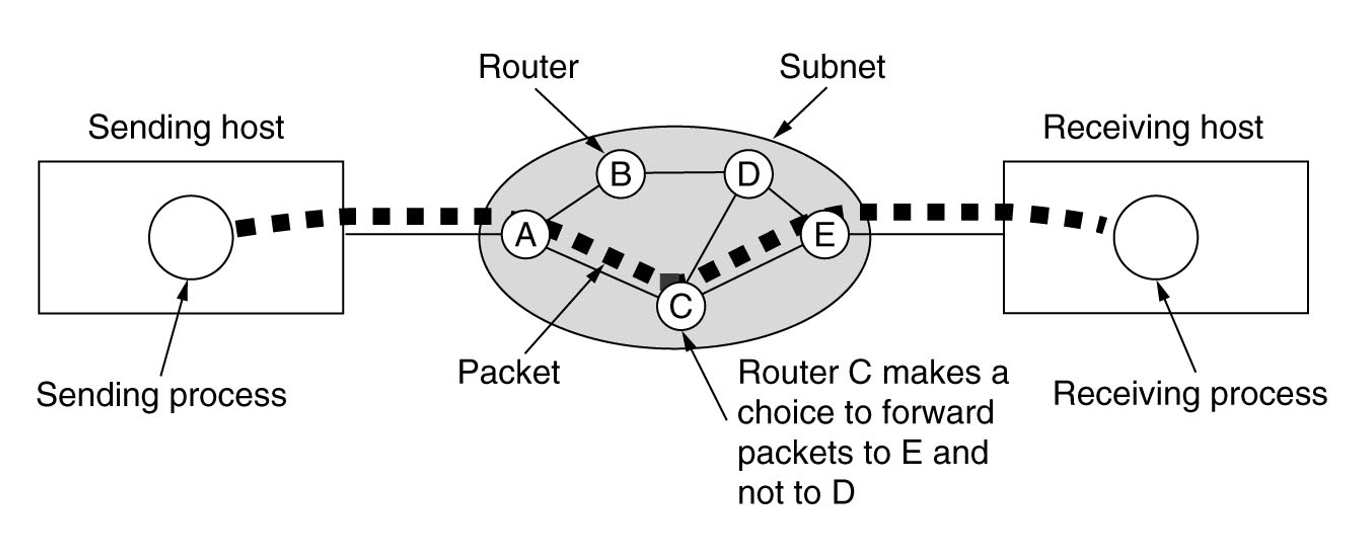 Router
Subnet
Sending host
Receiving host
B
D
A
E
C
Packet
Router C makes a
choice to forward
packets to E and
not to D
Sending process
Receiving process